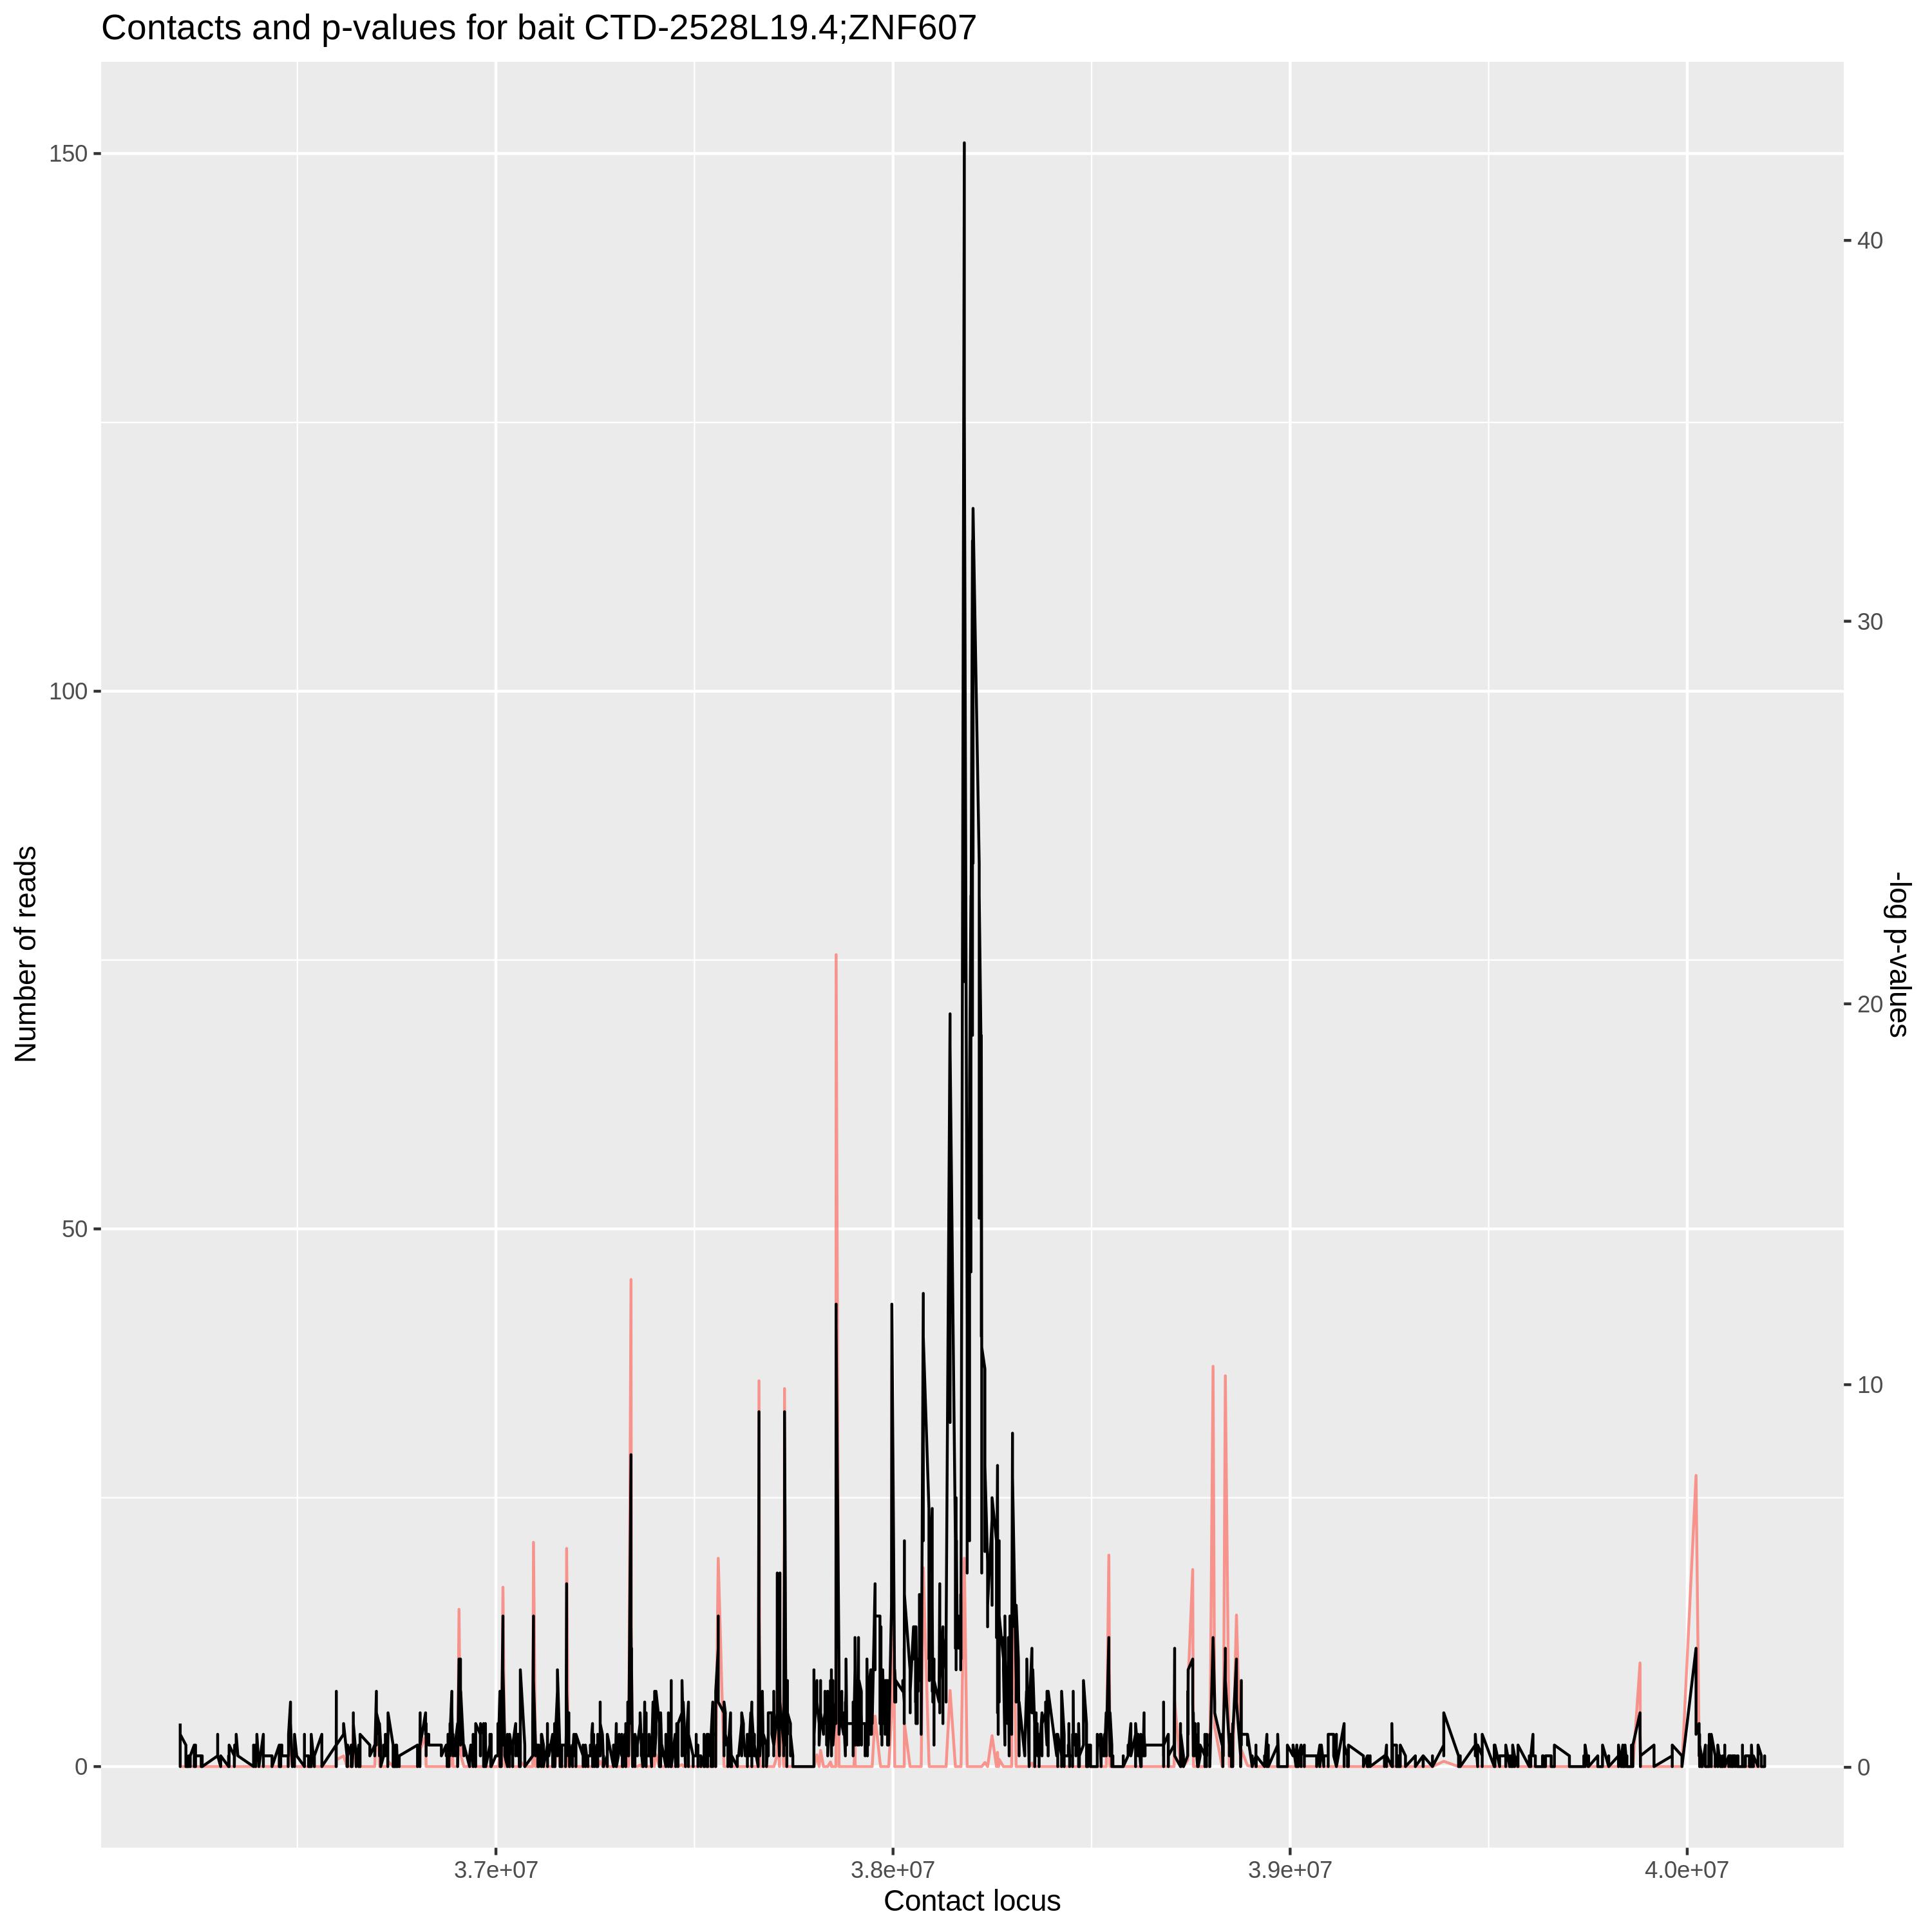 Contacts and p-values for bait CTD-2528L19.4;ZNF607
150
100
50
0
Number of reads
40
30
20
10
0
-log p-values
3.7e+07 3.8e+07 3.9e+07 4.0e+07
Contact locus